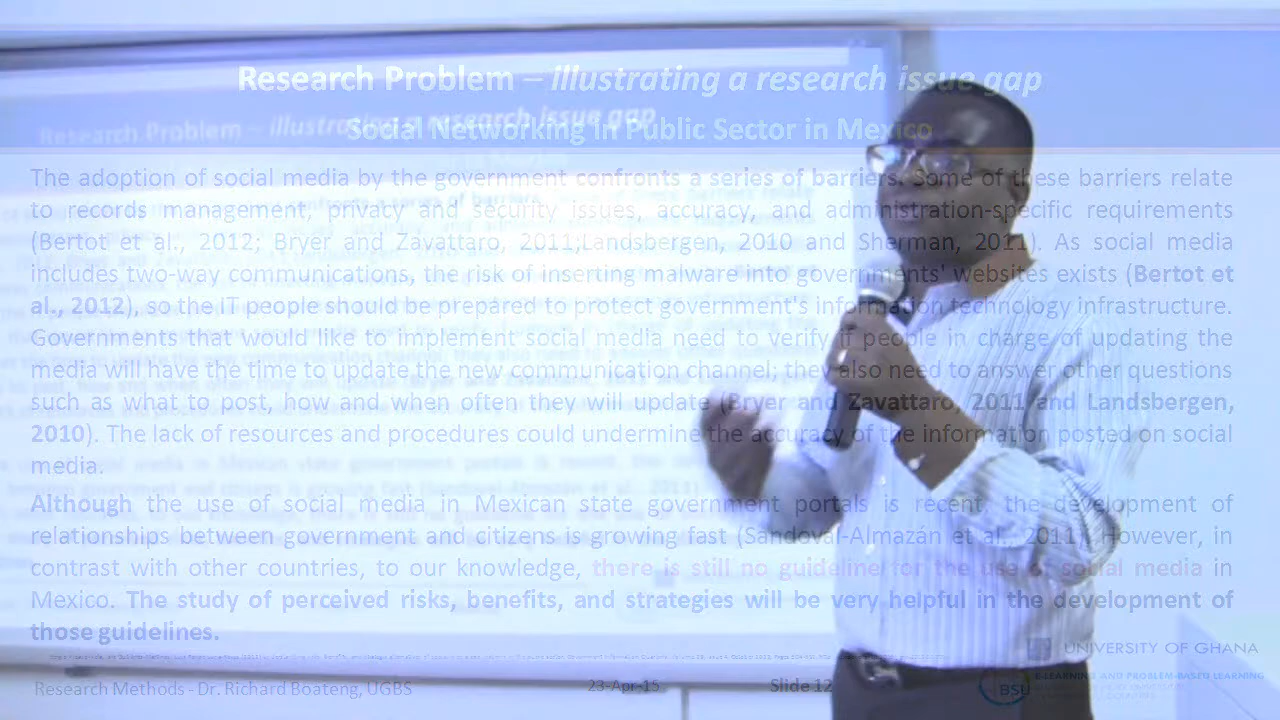 Research Problem – illustrating a research issue gap
Social Networking in Public Sector in Mexico
Research Problem – illustrating a research issue gap
The adoption of social media by the government confronts a series of barriers. Some of these barriers relate
to records management, privacy and security issues, accuracy, and administration-specific requirements
(Bertot et al., 2012; Bryer and Zavattaro, 2011;Landsbergen, 2010 and Sherman, 2011). As social media
includes two-way communications, the risk of inserting malware into governments' websites exists (Bertot et
al., 2012), so the IT people should be prepared to protect government's information technology infrastructure.
Governments that would like to implement social media need to verify if people in charge of updating the
media will have the time to update the new communication channel; they also need to answer other questions
such as what to post, how and when often they will update (Bryer and Zavattaro, 2011 and Landsbergen,
2010). The lack of resources and procedures could undermine the accuracy of the information posted on social
media.
Although the use of social media in Mexican state government portals is recent, the development of
relationships between government and citizens is growing fast (Sandoval-Almazán et al., 2011). However, in
contrast with other countries, to our knowledge, there is still no guideline for the use of social media in
Mexico. The study of perceived risks, benefits, and strategies will be very helpful in the development of
those guidelines.
UNIVERSITY OF GHANA
Research Methods - Dr. Richard Boateng, UGBS
23-Apr-15
Slide 12
BSU
E-LEARNING AND PROBLEM-BASED LEARNING